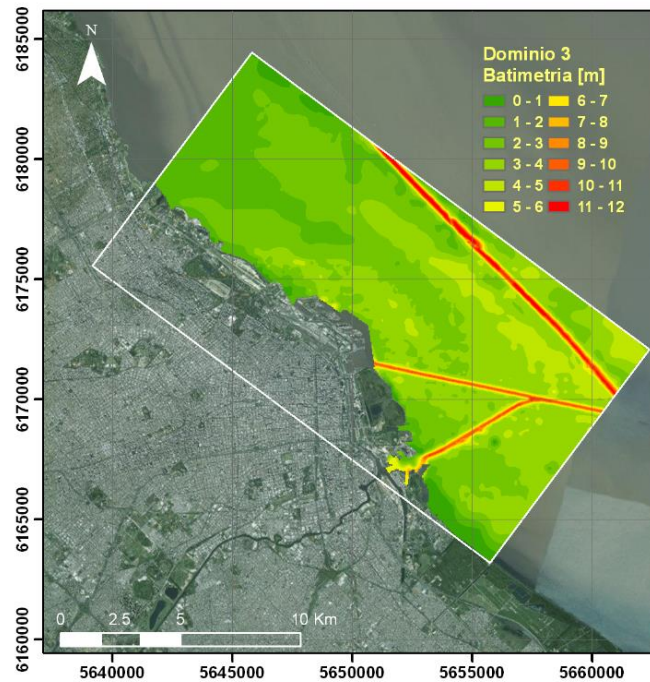 N
Dominio 3
Batimetria [m]
0 - 1 6 - 7
1 - 2 7 - 8
2 - 3 8 - 9
3 - 4 9 - 10
4 - 5 10 - 11
5 - 6 11 - 12
6185000
6180000
6175000
6170000
6165000
6160000
0 2.5 5 10 Km
5640000 5645000 5650000 5655000 5660000